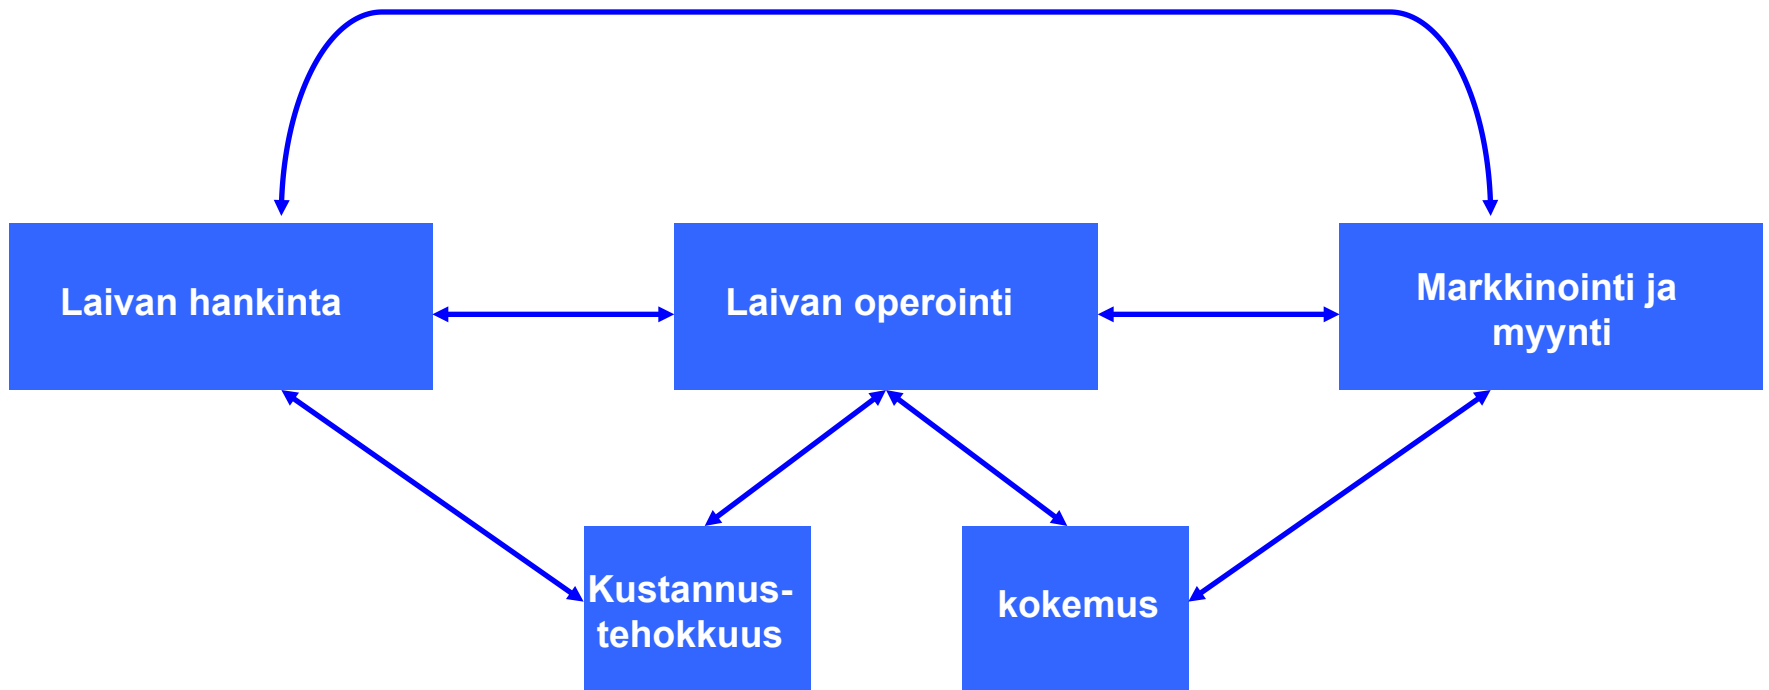 Laivan hankinta
Laivan operointi
Markkinointi ja
myynti
Kustannus-
tehokkuus
kokemus